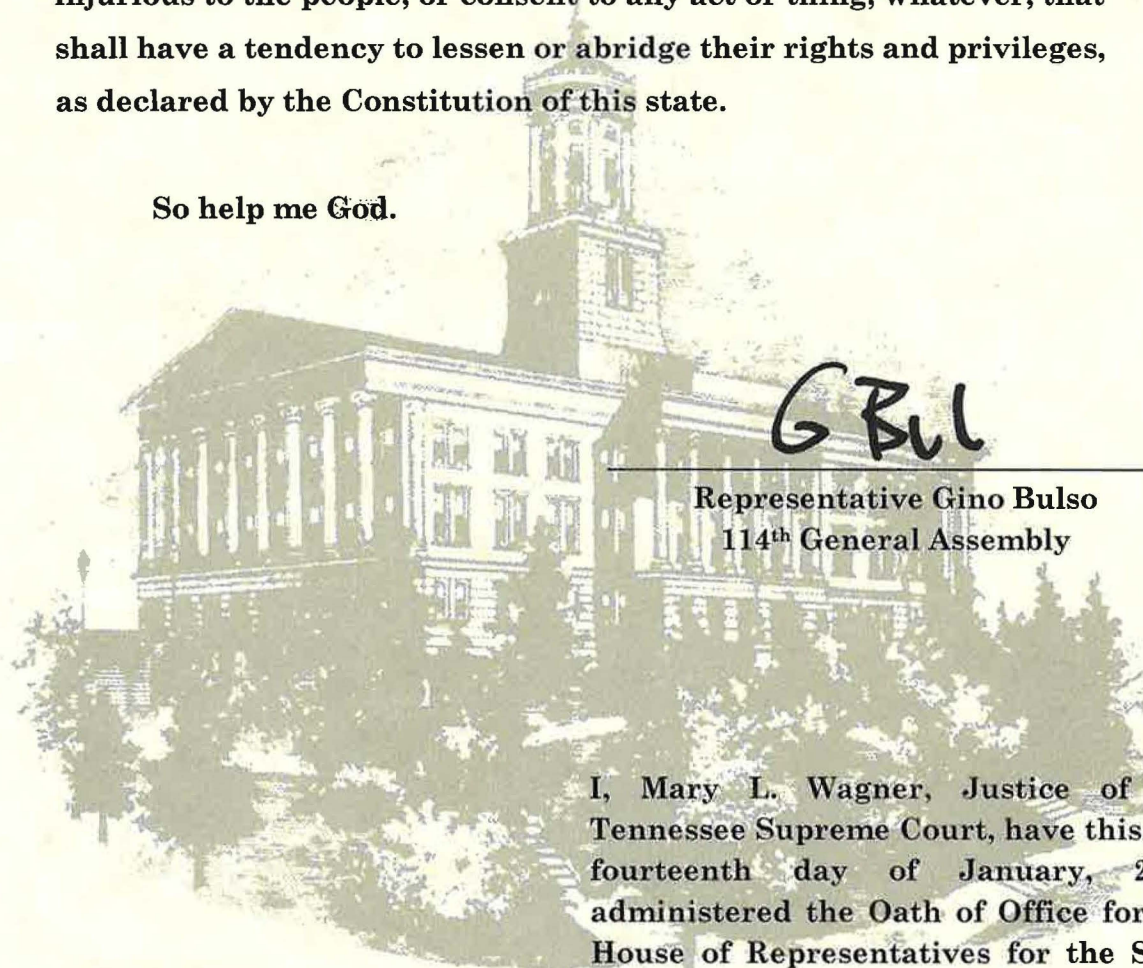 shall have a tendency to lessen or abridge their rights and privileges,
as declared by the Constitution of this state.
So help me God.
G Bul
Representative Gino Bulso
114th General Assembly
I, Mary L. Wagner, Justice of
Tennessee Supreme Court, have this
fourteenth day of January, 2
administered the Oath of Office for
House of Representatives for the S